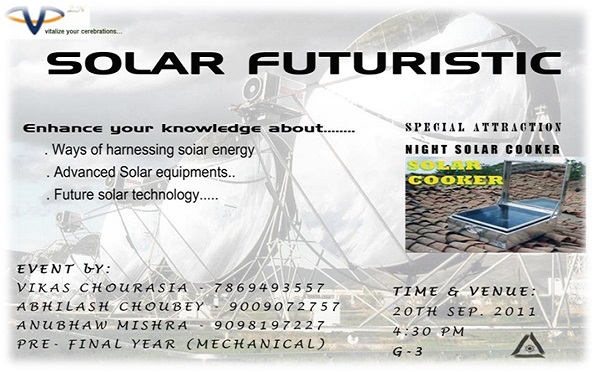 vitalize your cerebrations...
SOLAR FUTURISTIC
Enhance your knowledge about........
. Ways of harnessing soiar energy
. Advanced Solar equipments..
. Future solar technology.....
SPECIAL ATTRACTION
NIGHT SOLAR COOKER
SOLAR
COOKER
EVENT BY:
VIKAS CHOURASIA - 7869493557
ABHILASH CHOUBEY - 9009072757
ANUBHAW MISHRA - 9098197227
PRE- FINAL YEAR (MECHANICAL)
TIME & VENUE:
20TH SEP. 2011
4:30 PM
G-3